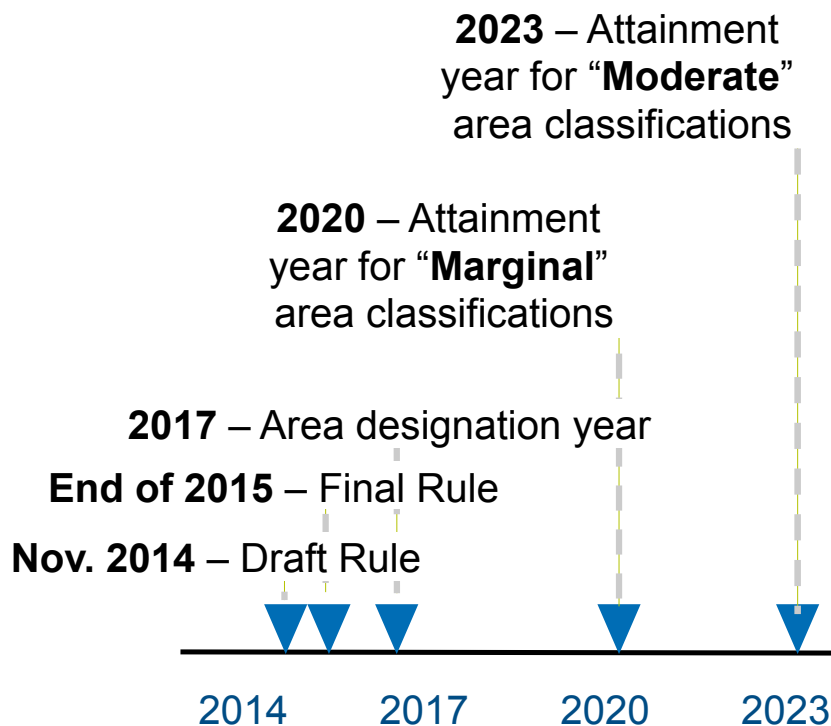 2023 – Attainment
year for “Moderate”
area classifications
2020 – Attainment
year for “Marginal”
area classifications
2017 – Area designation year
End of 2015 – Final Rule
Nov. 2014 – Draft Rule
2014 2017 2020 2023